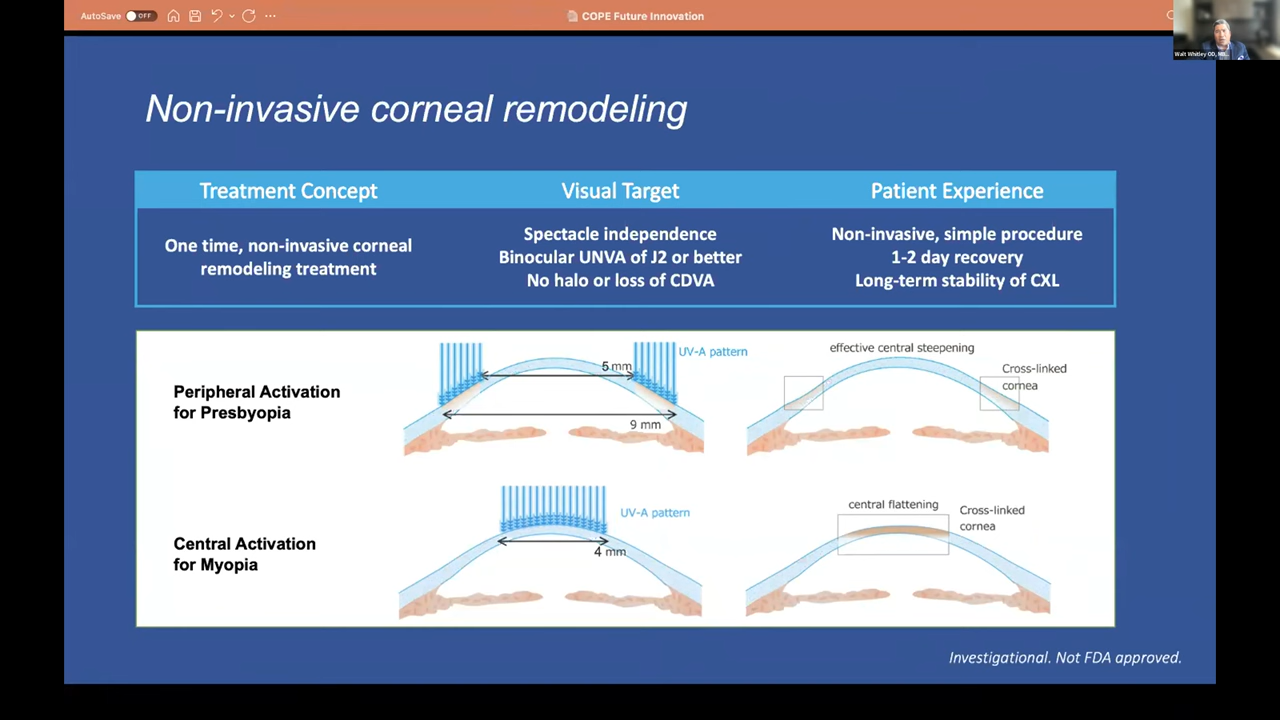 AutoSave OFF
COPE Future Innovation
Walt Whitley OD,
Non-invasive corneal remodeling
Treatment Concept
Visual Target
Patient Experience
One time, non-invasive corneal
remodeling treatment
Spectacle independence
Binocular UNVA of J2 or better
No halo or loss of CDVA
Non-invasive, simple procedure
1-2 day recovery
Long-term stability of CXL
Peripheral Activation
for Presbyopia
UV-A pattern
5 mm
9 mm
effective central steepening
Cross-linked
cornea
Central Activation
for Myopia
UV-A pattern
4 mm
central flattening
Cross-linked
cornea
Investigational. Not FDA approved.